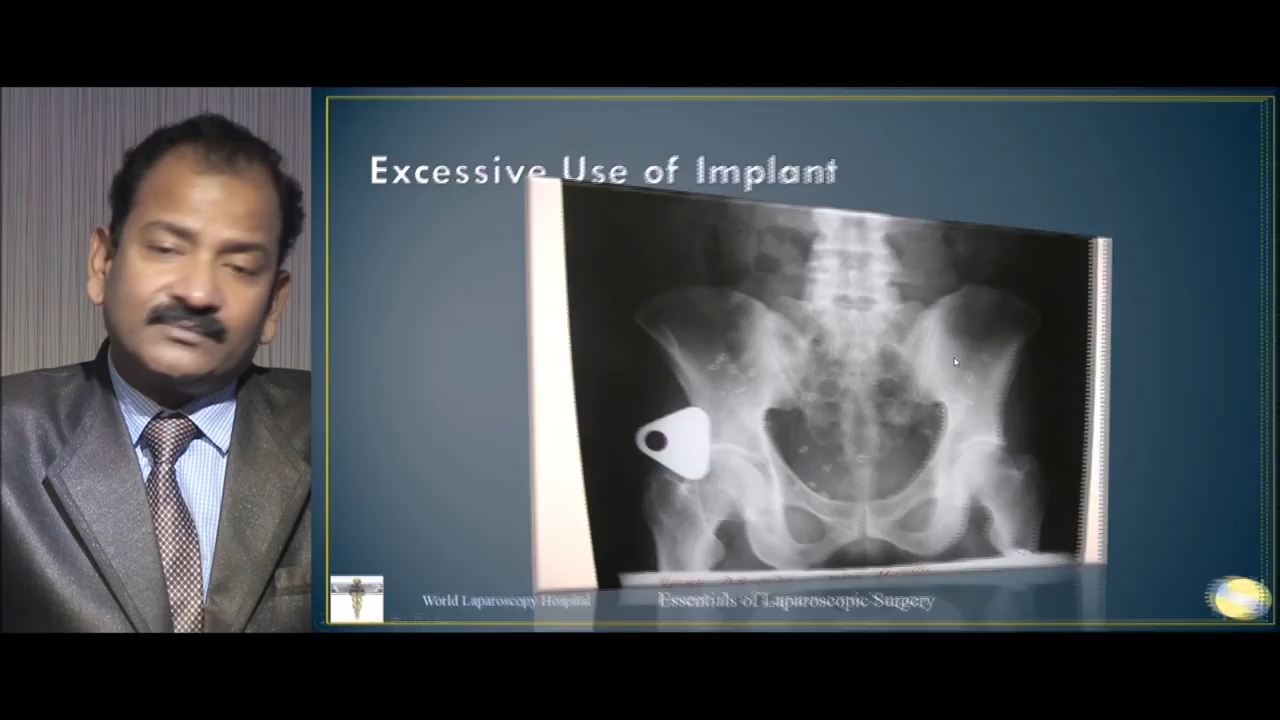 Excessive Use of Implant
World Laparoscopy Hospital
Essentials of Laparoscopic Surgery